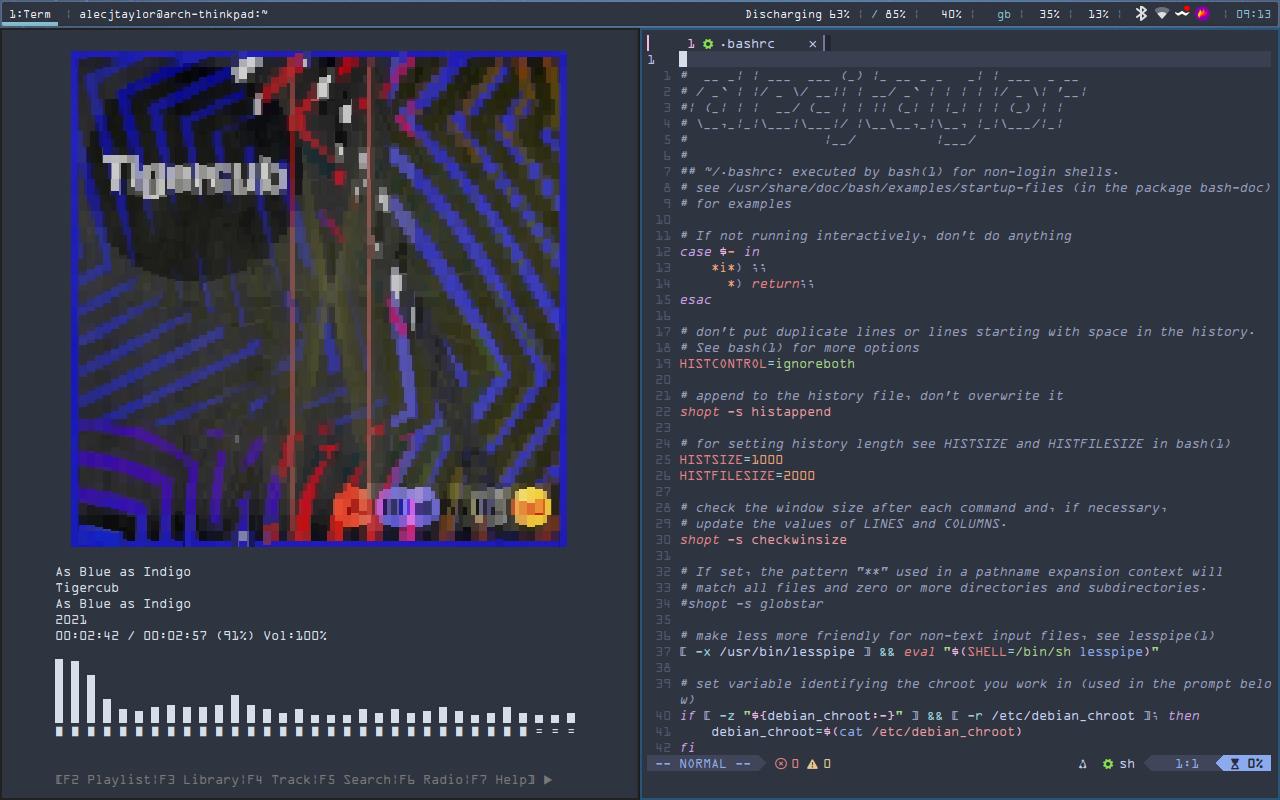 1:Term ¦ alecjtaylor@arch-thinkpad:~
Discharging 63% ¦ / 85% ¦ 40% ¦ gb ¦ 35% ¦ 13% ¦ 09:13
Tigercub
As Blue as Indigo
Tigercub
As Blue as Indigo
2021
00:02:42 / 00:02:57 (91%) Vol:100%
[F2 Playlist¦F3 Library¦F4 Track¦F5 Search¦F6 Radio¦F7 Help] ▶
1 .bashrc ×
1
1 #  __ _¦ ¦ ___  ___ (_) ¦_ __ _ _   _¦ ¦ ___  _ __
2 # / _` ¦ ¦/ _ \/ __¦¦ ¦ __/ _` ¦ ¦ ¦ ¦ ¦/ _ \¦ '__¦
3 #¦ (_¦ ¦ ¦  __/ (__ ¦ ¦ ¦¦ (_¦ ¦ ¦_¦ ¦ ¦ (_) ¦ ¦
4 # \__,_¦_¦\___¦\___¦/ ¦\__\__,_¦\__, ¦_¦\___/¦_¦
5 #                 ¦__/          ¦___/
6 #
7 ## ~/.bashrc: executed by bash(1) for non-login shells.
8 # see /usr/share/doc/bash/examples/startup-files (in the package bash-doc)
9 # for examples
10
11 # If not running interactively, don't do anything
12 case $- in
13     *i*) ;;
14       *) return;;
15 esac
16
17 # don't put duplicate lines or lines starting with space in the history.
18 # See bash(1) for more options
19 HISTCONTROL=ignoreboth
20
21 # append to the history file, don't overwrite it
22 shopt -s histappend
23
24 # for setting history length see HISTSIZE and HISTFILESIZE in bash(1)
25 HISTSIZE=1000
26 HISTFILESIZE=2000
27
28 # check the window size after each command and, if necessary,
29 # update the values of LINES and COLUMNS.
30 shopt -s checkwinsize
31
32 # If set, the pattern "**" used in a pathname expansion context will
33 # match all files and zero or more directories and subdirectories.
34 #shopt -s globstar
35
36 # make less more friendly for non-text input files, see lesspipe(1)
37 [ -x /usr/bin/lesspipe ] && eval "$(SHELL=/bin/sh lesspipe)"
38
39 # set variable identifying the chroot you work in (used in the prompt belo
w)
40 if [ -z "${debian_chroot:-}" ] && [ -r /etc/debian_chroot ]; then
41     debian_chroot=$(cat /etc/debian_chroot)
42 fi
-- NORMAL -- 0 0 sh 1:1 0%